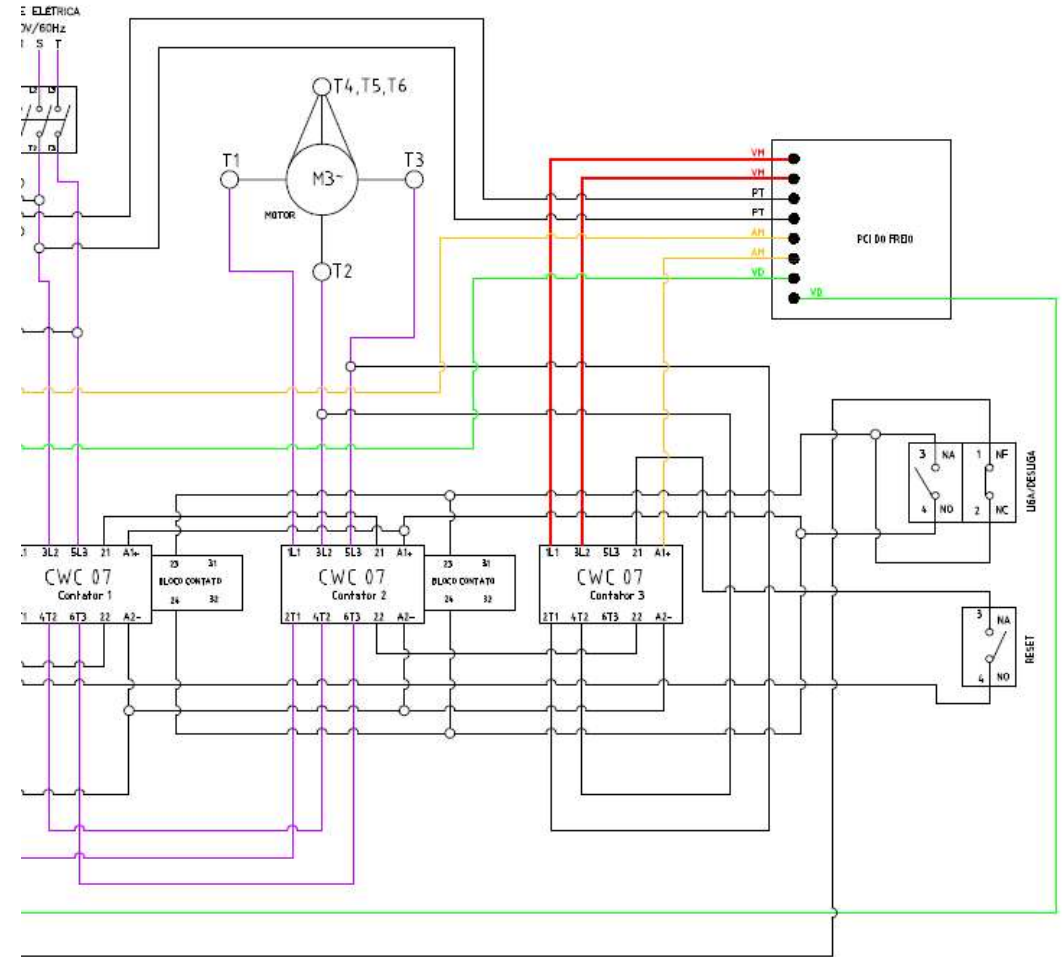 E ELÉTRICA
0V/60Hz
S T
T4,T5,T6
T1
T3
M3~
MOTOR
T2
VM
VM
PT
PT
AM
AM
VD
VD
PCI DO FREIO
3 NA
4 NO
1 NF
2 NC
LIGA/DESLIGA
L1 3L2 5L3 21 A1+
CWC 07
Contator 1
T1 4T2 6T3 22 A2-
23 31
BLOCO CONTATO
24 32
1L1 3L2 5L3 21 A1+
CWC 07
Contator 2
2T1 4T2 6T3 22 A2-
23 31
BLOCO CONTATO
24 32
1L1 3L2 5L3 21 A1+
CWC 07
Contator 3
2T1 4T2 6T3 22 A2-
3 NA
4 NO
RESET